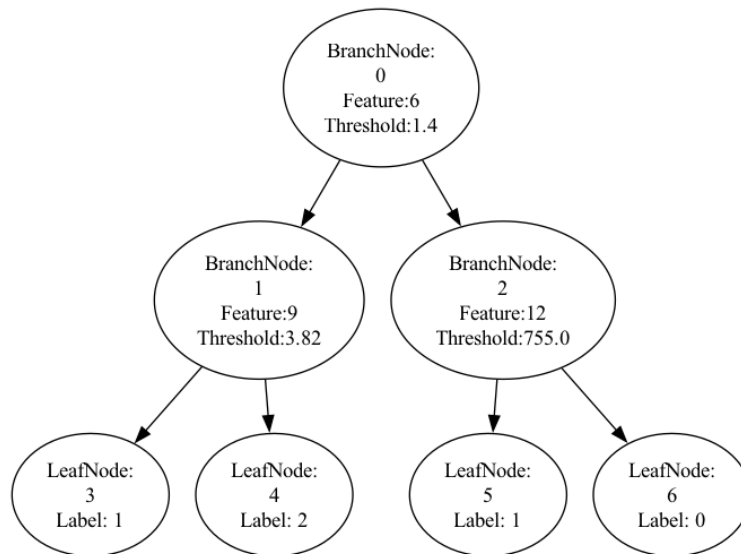 BranchNode:
0
Feature:6
Threshold:1.4
BranchNode:
1
Feature:9
Threshold:3.82
BranchNode:
2
Feature:12
Threshold:755.0
LeafNode:
3
Label: 1
LeafNode:
4
Label: 2
LeafNode:
5
Label: 1
LeafNode:
6
Label: 0